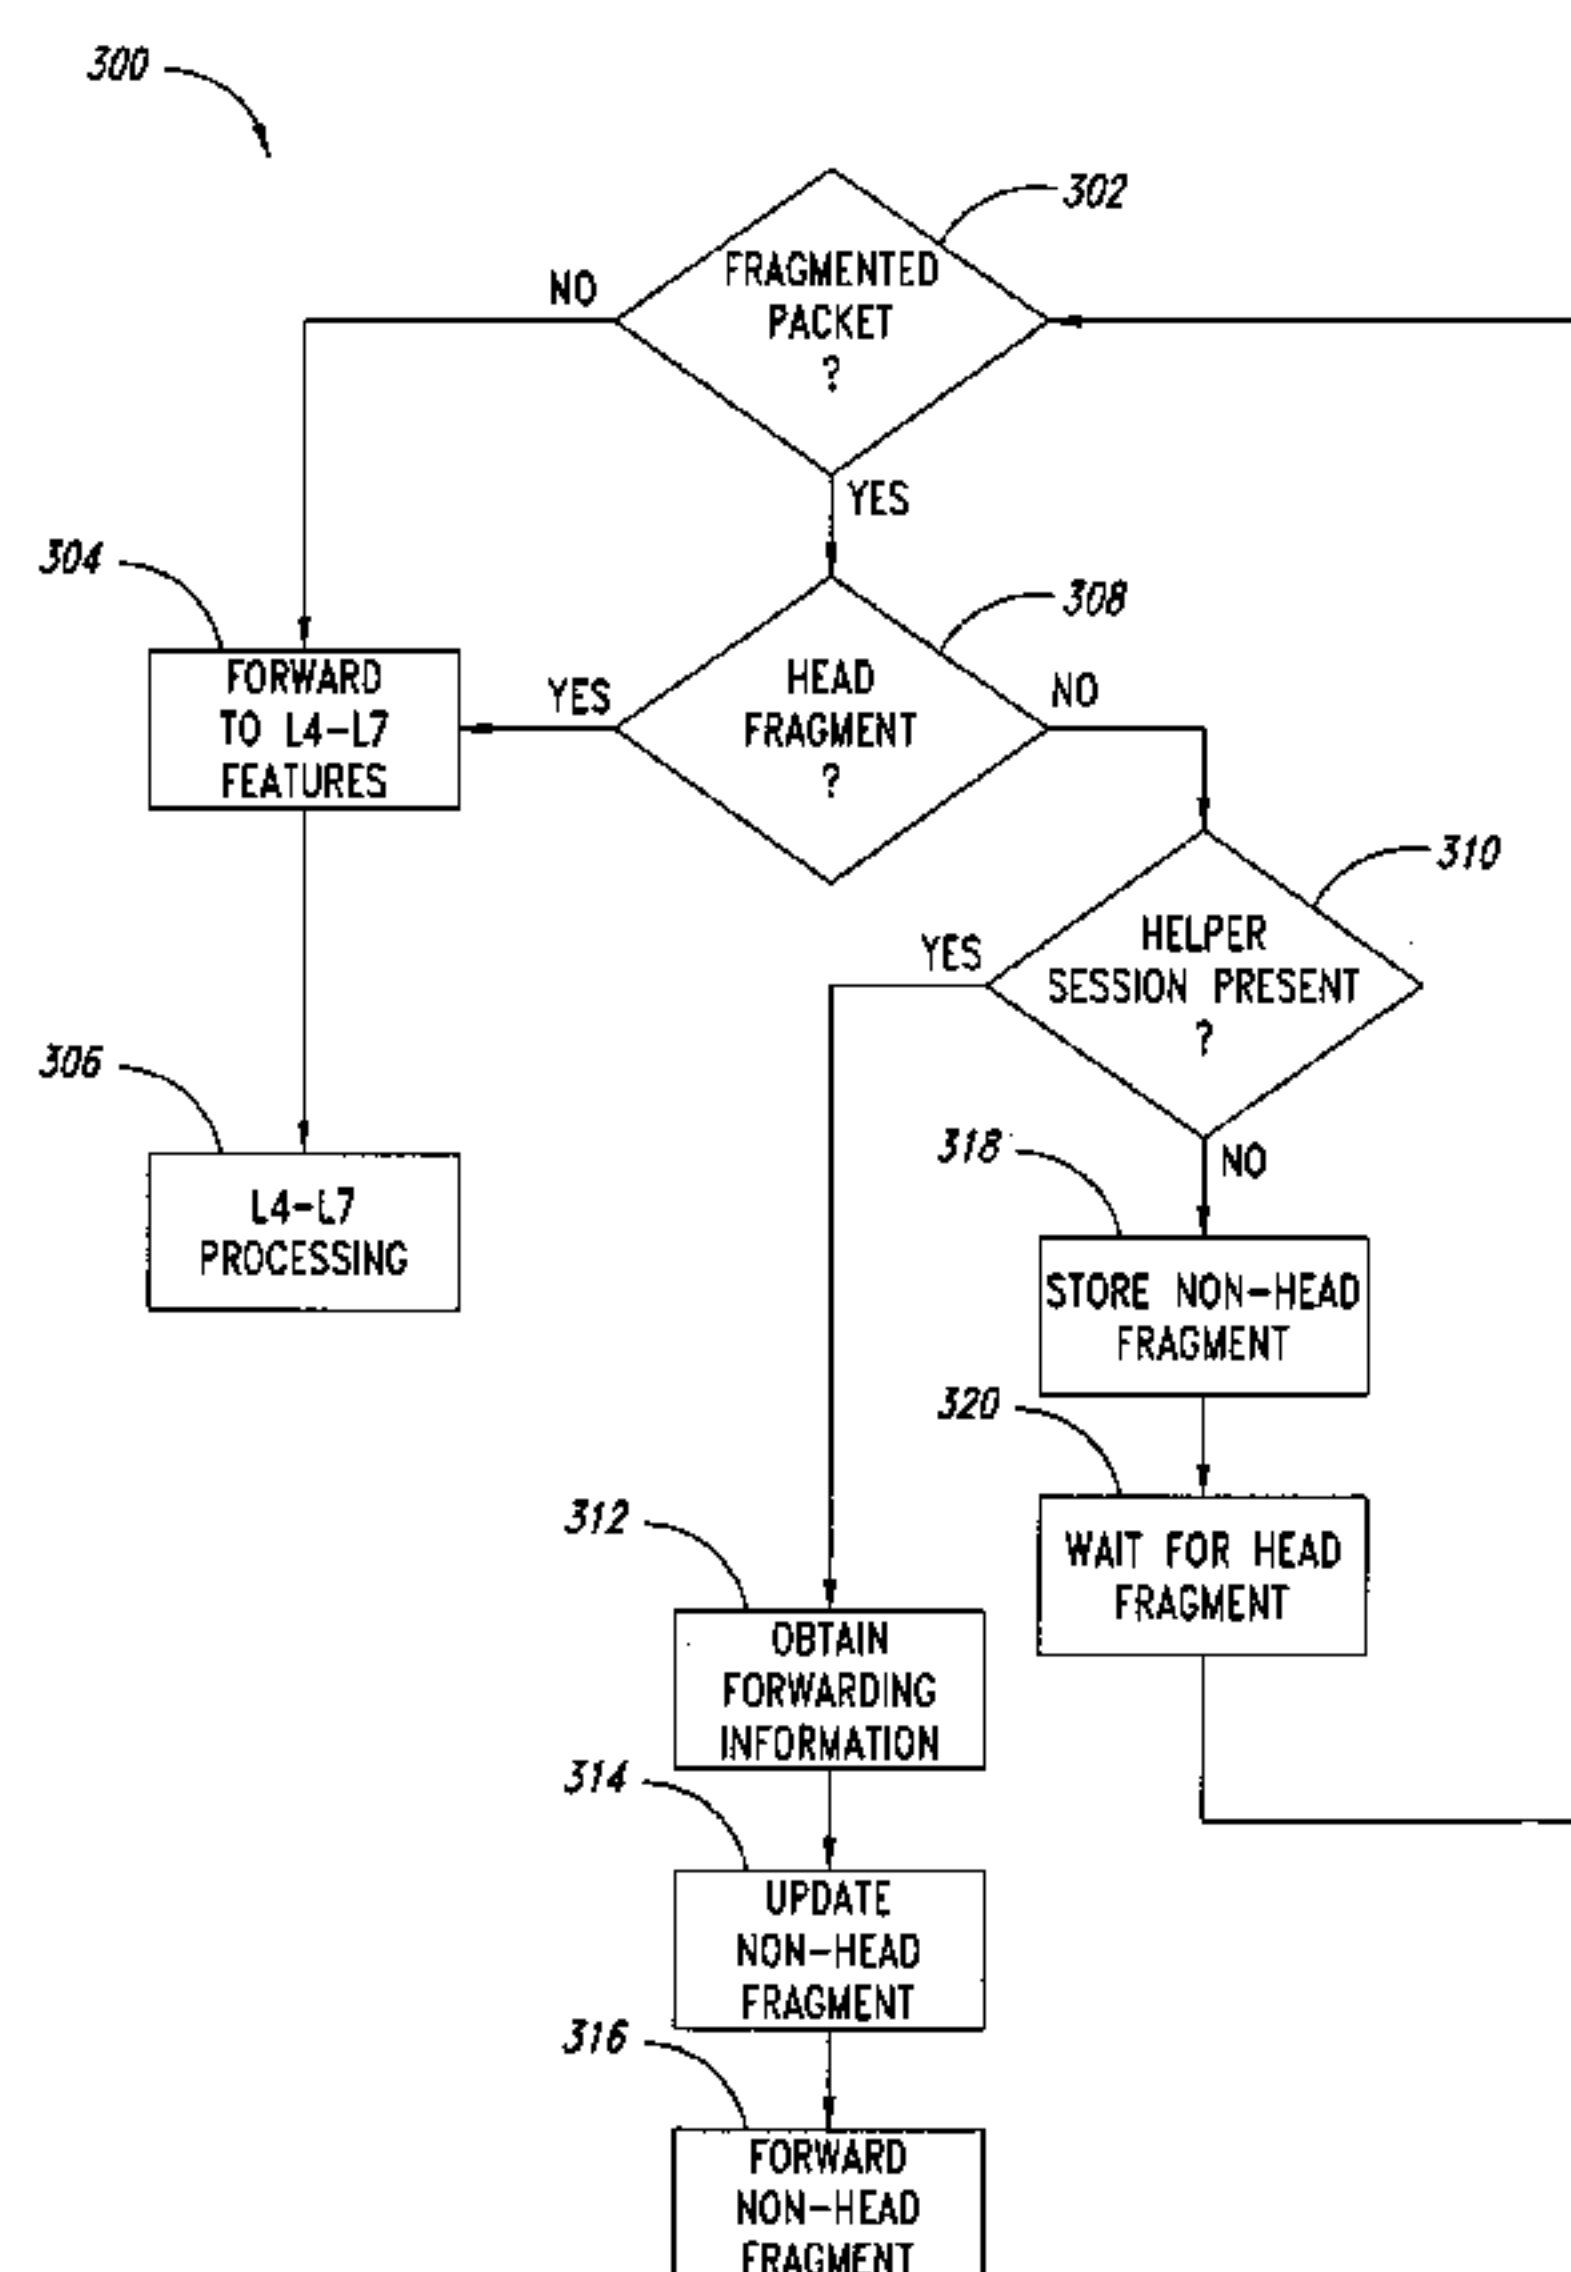 300
302
FRAGMENTED
PACKET
?
NO
YES
304
FORWARD
TO L4-L7
FEATURES
308
HEAD
FRAGMENT
?
YES
NO
310
HELPER
SESSION PRESENT
?
YES
NO
306
L4-L7
PROCESSING
318
STORE NON-HEAD
FRAGMENT
320
WAIT FOR HEAD
FRAGMENT
312
OBTAIN
FORWARDING
INFORMATION
314
UPDATE
NON-HEAD
FRAGMENT
316
FORWARD
NON-HEAD
FRAGMENT